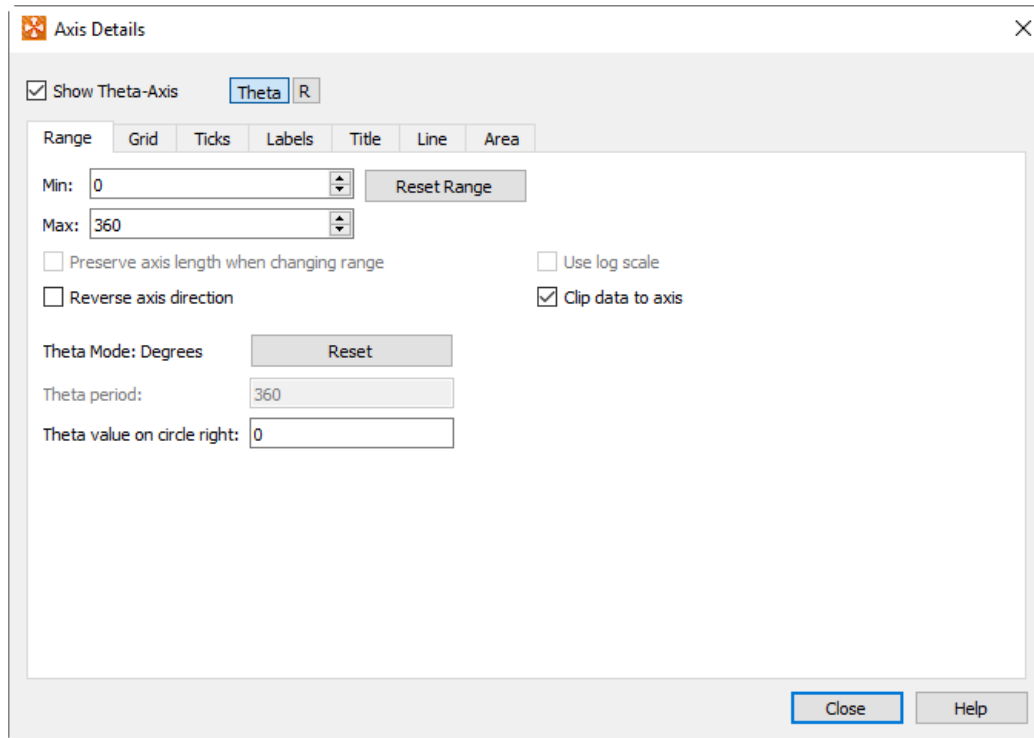 Axis Details
Show Theta-Axis Theta R
Range Grid Ticks Labels Title Line Area
Min: 0 Reset Range
Max: 360
Preserve axis length when changing range Use log scale
Reverse axis direction Clip data to axis
Theta Mode: Degrees Reset
Theta period: 360
Theta value on circle right: 0
Close Help